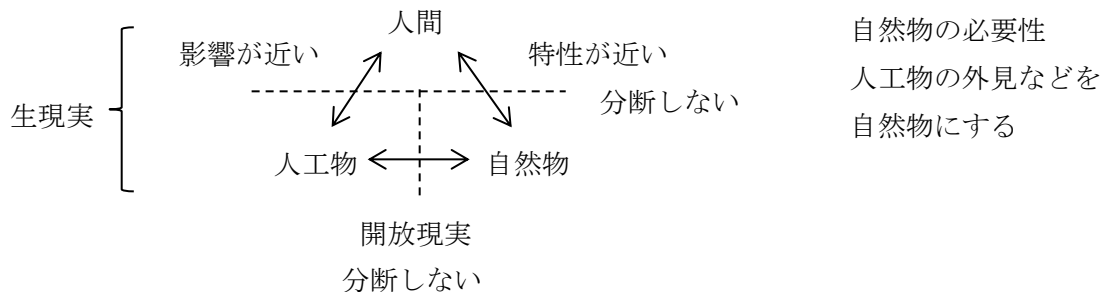 人間
影響が近い
特性が近い
分断しない
生現実
人工物
自然物
開放現実
分断しない
自然物の必要性
人工物の外見などを
自然物にする